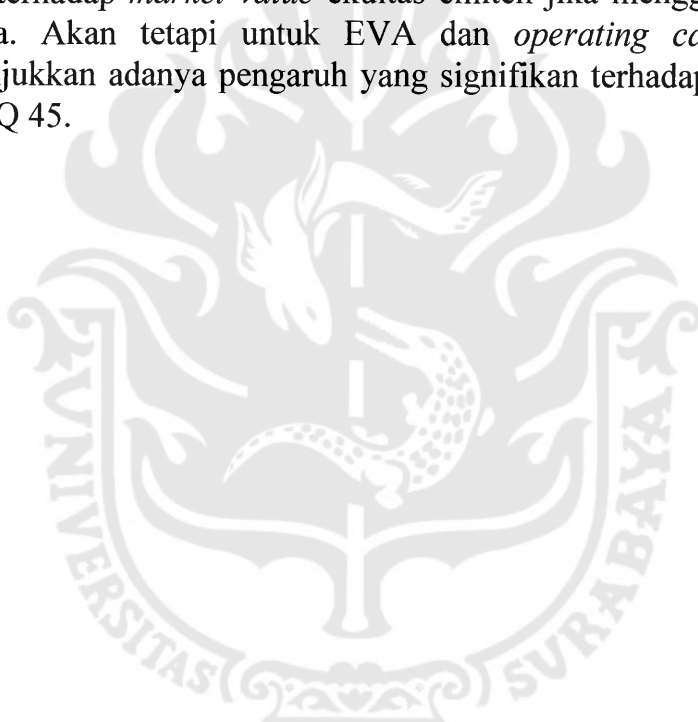 terhadap market value ekuitas emiten jika mengg
a. Akan tetapi untuk EVA dan operating ca
jukkan adanya pengaruh yang signifikan terhadap
Q 45.
UNIVERSITAS SURABAYA